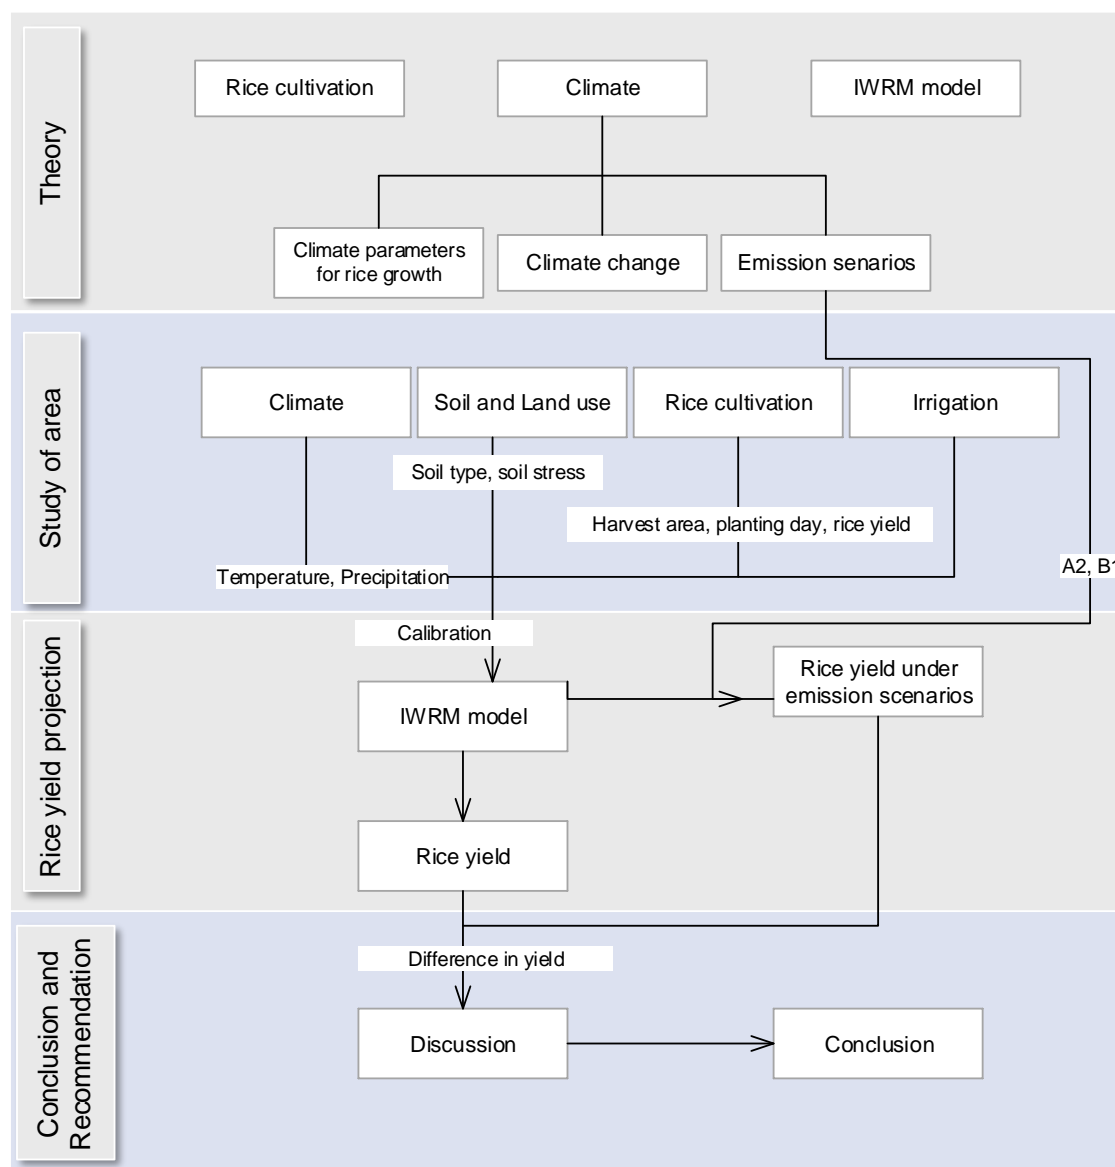 Theory
Rice cultivation
Climate
IWRM model
Climate parameters
for rice growth
Climate change
Emission senarios
Study of area
Climate
Soil and Land use
Rice cultivation
Irrigation
Soil type, soil stress
Harvest area, planting day, rice yield
Temperature, Precipitation
A2, B1
Rice yield projection
Calibration
IWRM model
Rice yield under
emission scenarios
Rice yield
Conclusion and
Recommendation
Difference in yield
Discussion
Conclusion